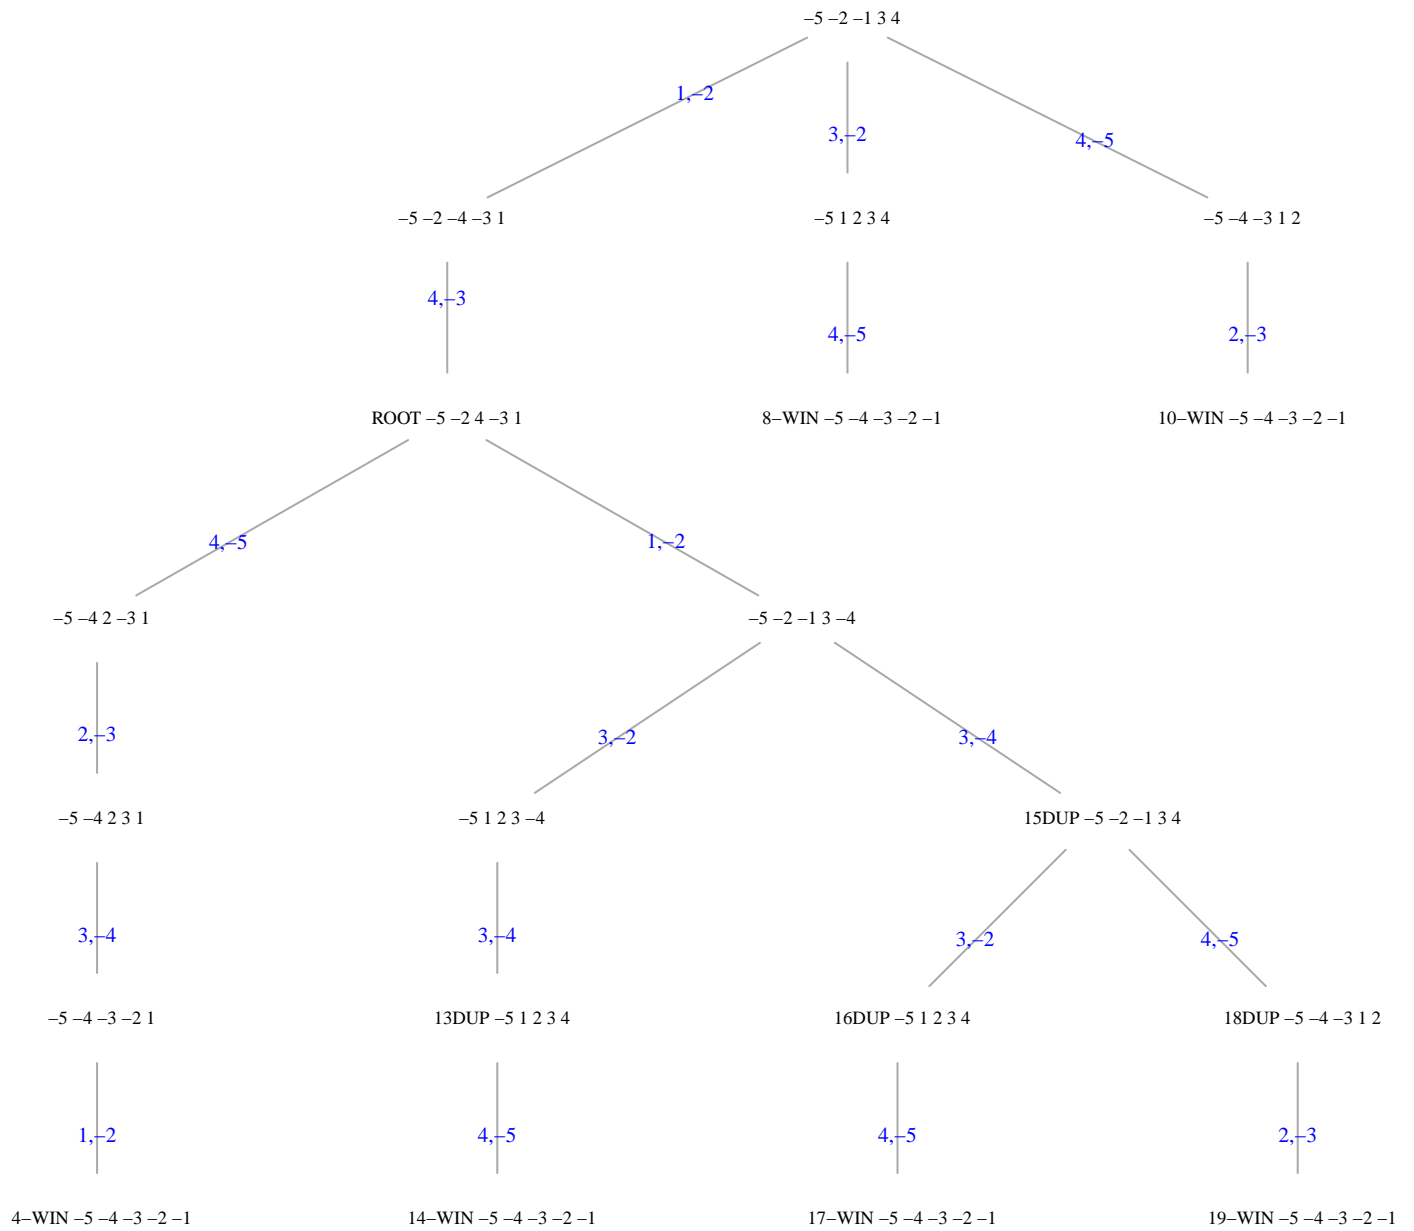 –5 –2 –1 3 4
1,–2
3,–2
4,–5
–5 –2 –4 –3 1
–5 1 2 3 4
–5 –4 –3 1 2
4,–3
4,–5
2,–3
ROOT –5 –2 4 –3 1
8–WIN –5 –4 –3 –2 –1
10–WIN –5 –4 –3 –2 –1
4,–5
1,–2
–5 –4 2 –3 1
–5 –2 –1 3 –4
2,–3
3,–2
3,–4
–5 –4 2 3 1
–5 1 2 3 –4
15DUP –5 –2 –1 3 4
3,–4
3,–4
3,–2
4,–5
–5 –4 –3 –2 1
13DUP –5 1 2 3 4
16DUP –5 1 2 3 4
18DUP –5 –4 –3 1 2
1,–2
4,–5
4,–5
2,–3
4–WIN –5 –4 –3 –2 –1
14–WIN –5 –4 –3 –2 –1
17–WIN –5 –4 –3 –2 –1
19–WIN –5 –4 –3 –2 –1